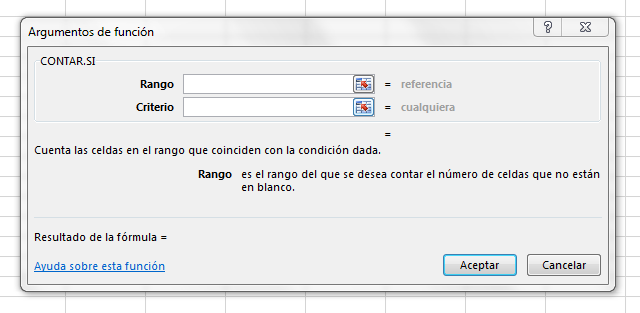 Argumentos de función
CONTAR.SI
Rango = referencia
Criterio = cualquiera
=
Cuenta las celdas en el rango que coinciden con la condición dada.
Rango es el rango del que se desea contar el número de celdas que no están
en blanco.
Resultado de la fórmula =
Ayuda sobre esta función Aceptar Cancelar